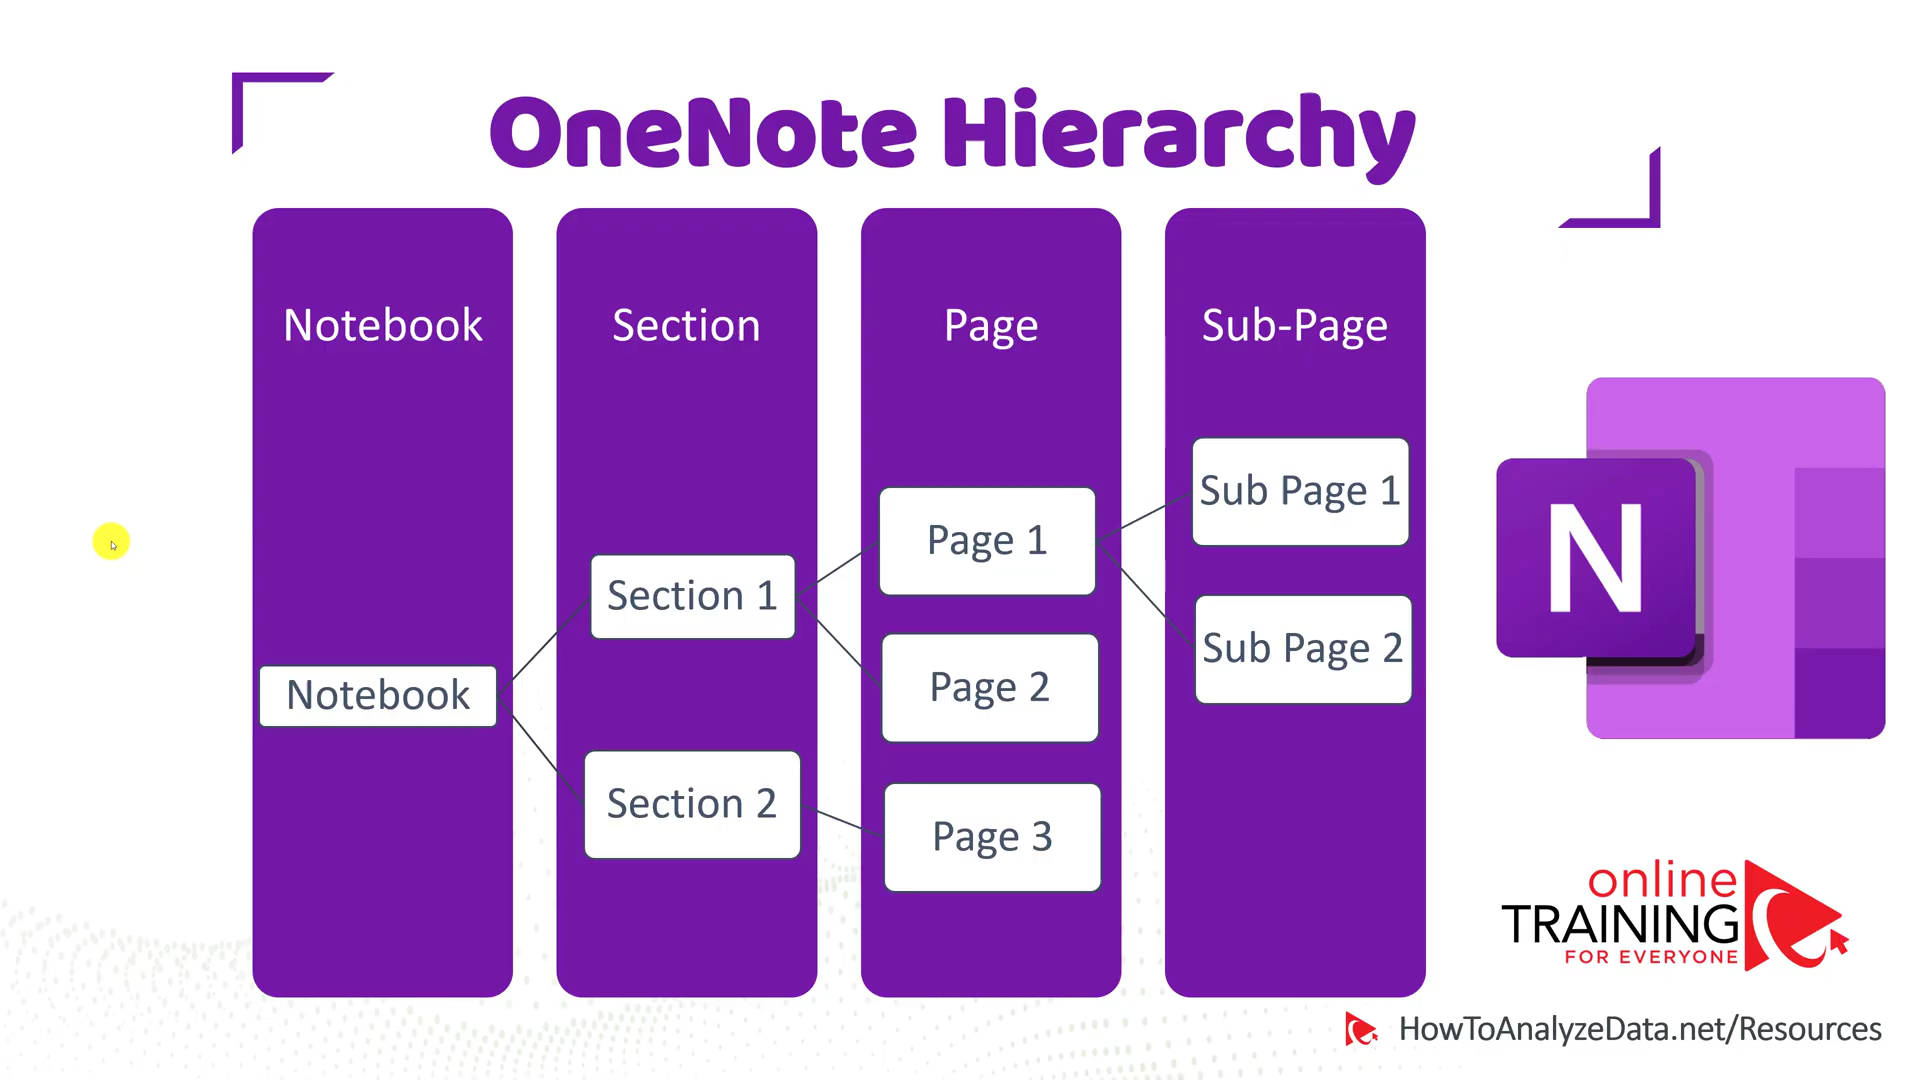 OneNote Hierarchy
Notebook
Section
Page
Sub-Page
Notebook
Section 1
Section 2
Page 1
Page 2
Page 3
Sub Page 1
Sub Page 2
N
online
TRAINING
FOR EVERYONE
HowToAnalyzeData.net/Resources